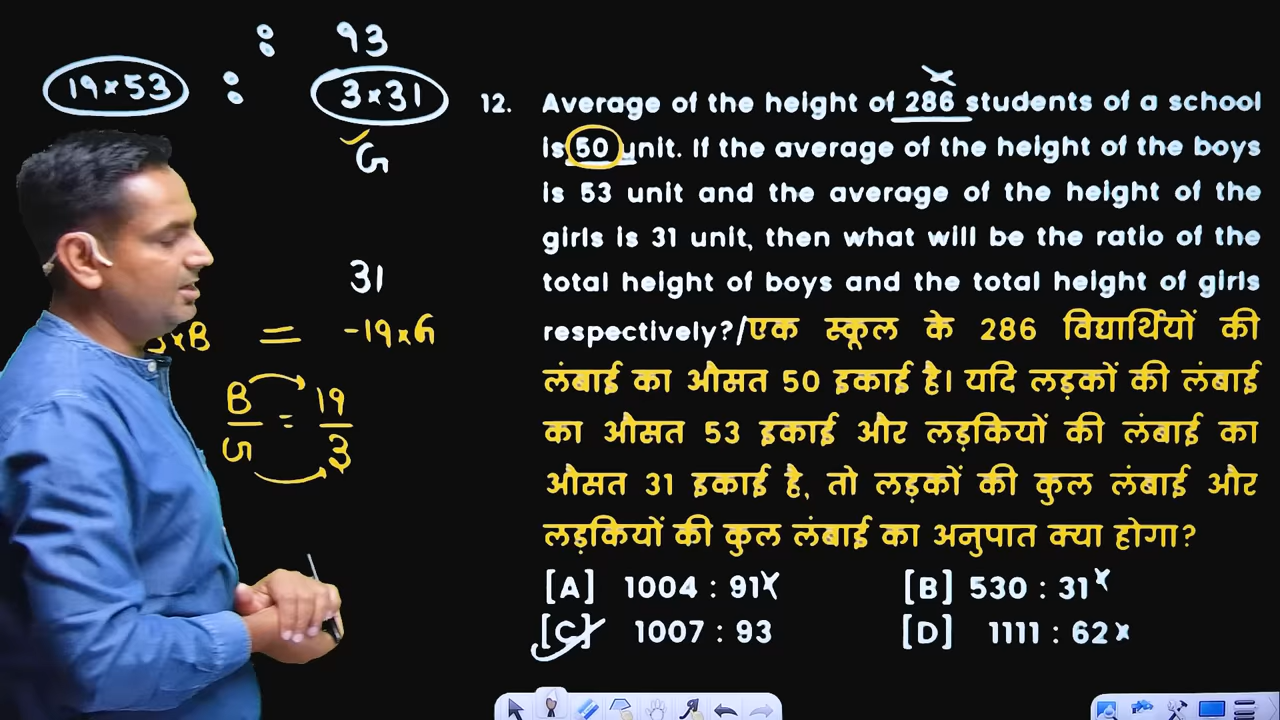 : 93
19×53 : 3×31
G
31
×B = -19×G
B/G = 19/3
12. Average of the height of 286 students of a school
is 50 unit. If the average of the height of the boys
is 53 unit and the average of the height of the
girls is 31 unit, then what will be the ratio of the
total height of boys and the total height of girls
respectively?/एक स्कूल के 286 विद्यार्थियों की
लंबाई का औसत 50 इकाई है। यदि लड़कों की लंबाई
का औसत 53 इकाई और लड़कियों की लंबाई का
औसत 31 इकाई है, तो लड़कों की कुल लंबाई और
लड़कियों की कुल लंबाई का अनुपात क्या होगा?
[A] 1004 : 91 [B] 530 : 31
[C] 1007 : 93 [D] 1111 : 62